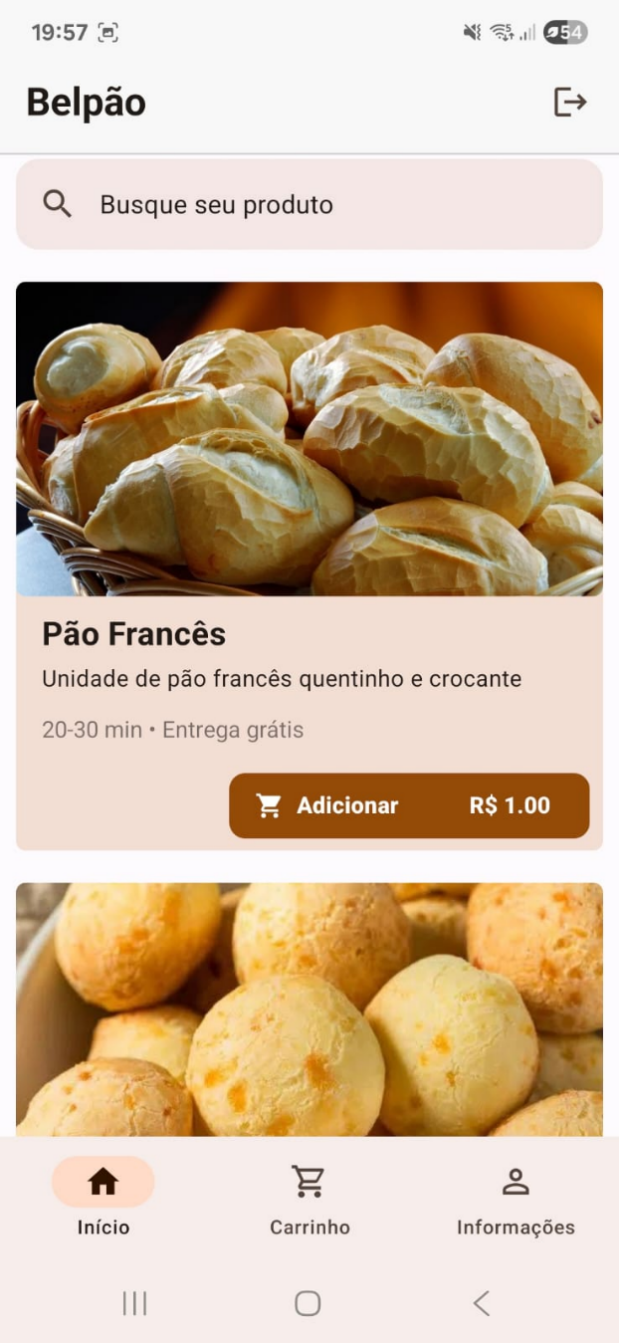 19:57
54
Belpão
Busque seu produto
Pão Francês
Unidade de pão francês quentinho e crocante
20-30 min • Entrega grátis
Adicionar R$ 1.00
Início Carrinho Informações